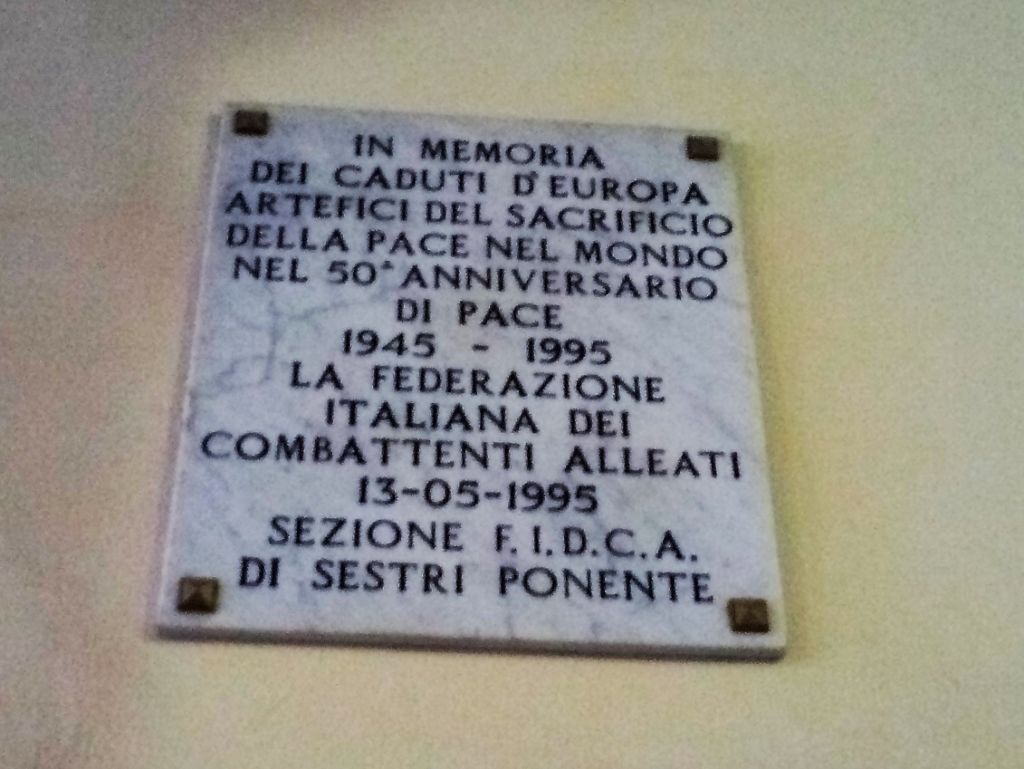 IN MEMORIA
DEI CADUTI D'EUROPA
ARTEFICI DEL SACRIFICIO
DELLA PACE NEL MONDO
NEL 50° ANNIVERSARIO
DI PACE
1945 - 1995
LA FEDERAZIONE
ITALIANA DEI
COMBATTENTI ALLEATI
13-05-1995
SEZIONE F.I.D.C.A.
DI SESTRI PONENTE